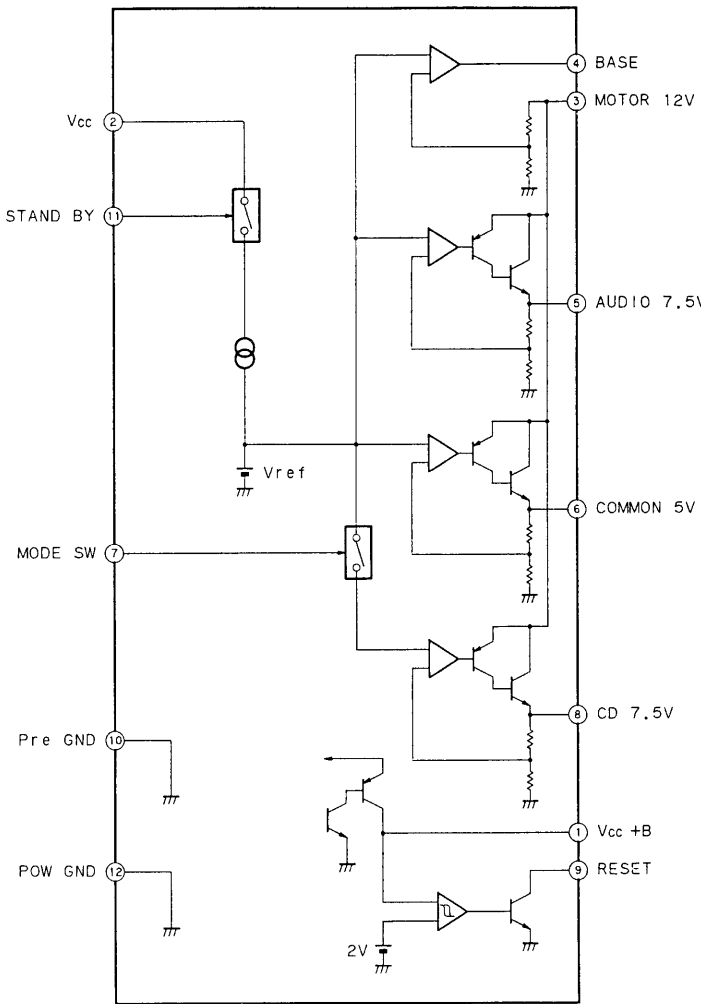 ④ BASE
③ MOTOR 12V
Vcc ②
STAND BY ⑪
⑤ AUDIO 7.5V
Vref
⑥ COMMON 5V
MODE SW ⑦
⑧ CD 7.5V
Pre GND ⑩
① Vcc +B
⑨ RESET
POW GND ⑫
2V